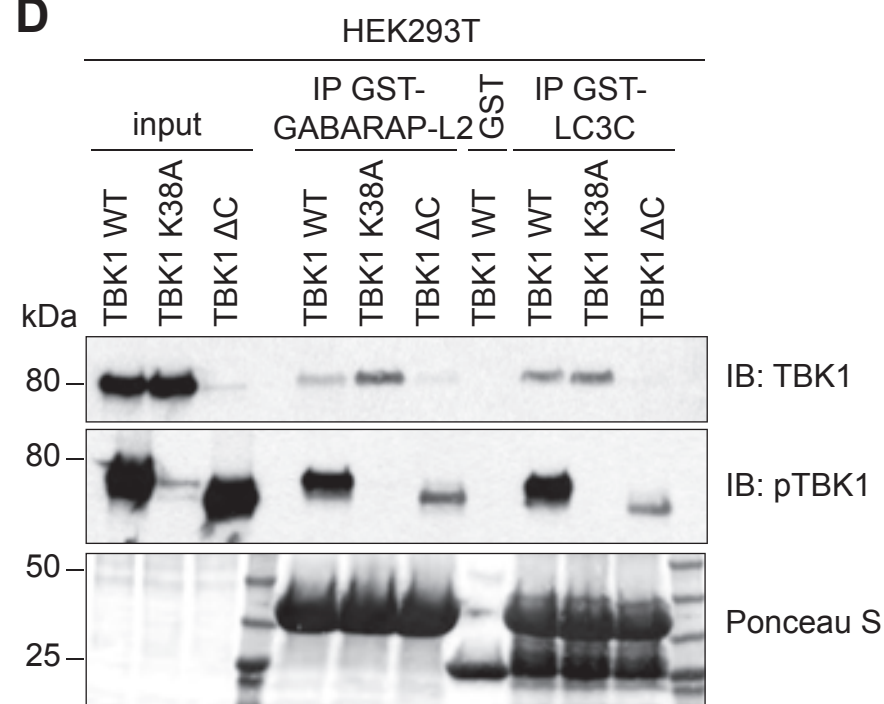 D
HEK293T
input
IP GST-
GABARAP-L2
GST
IP GST-
LC3C
TBK1 WT
TBK1 K38A
TBK1 ΔC
TBK1 WT
TBK1 K38A
TBK1 ΔC
TBK1 WT
TBK1 WT
TBK1 K38A
TBK1 ΔC
kDa
80
IB: TBK1
80
IB: pTBK1
50
25
Ponceau S